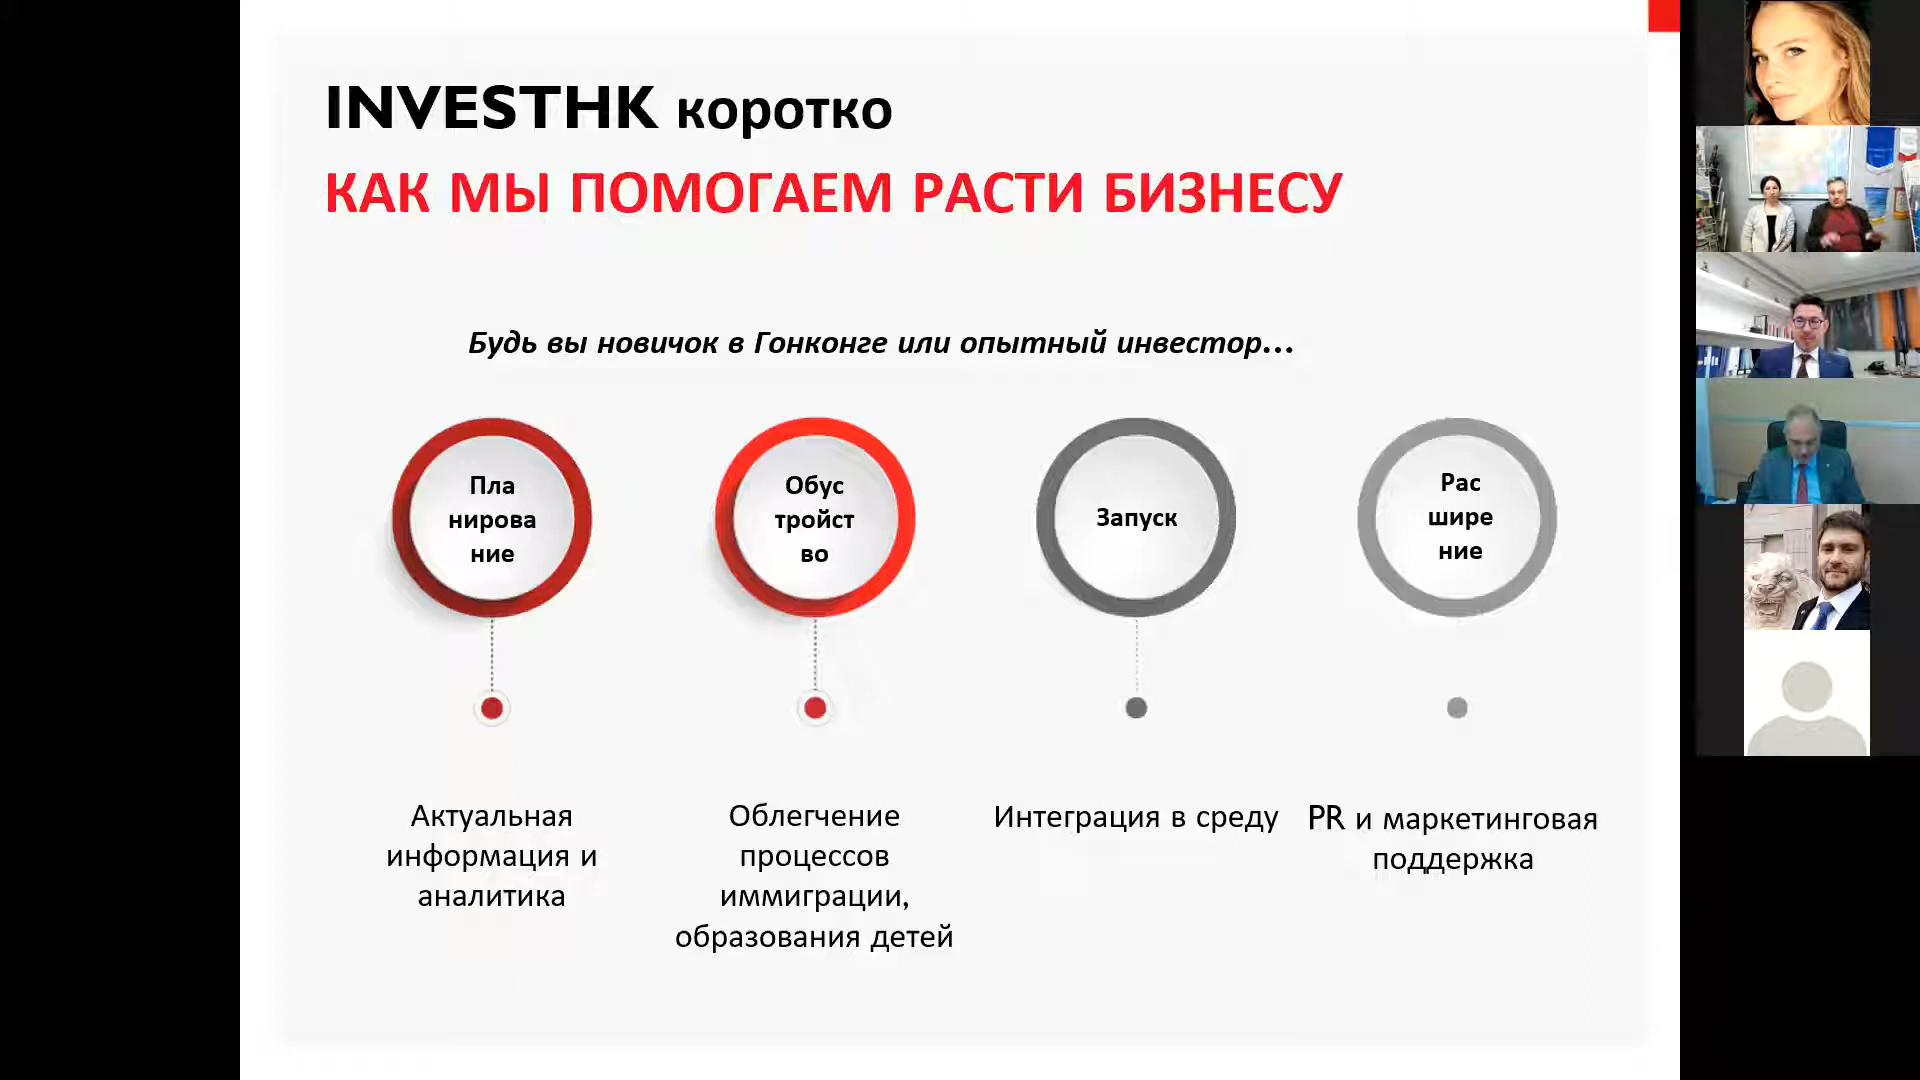 INVESTHK коротко
КАК МЫ ПОМОГАЕМ РАСТИ БИЗНЕСУ
Будь вы новичок в Гонконге или опытный инвестор...
Пла
нирова
ние
Обус
тройст
во
Запуск
Рас
шире
ние
Актуальная
информация и
аналитика
Облегчение
процессов
иммиграции,
образования детей
Интеграция в среду
PR и маркетинговая
поддержка